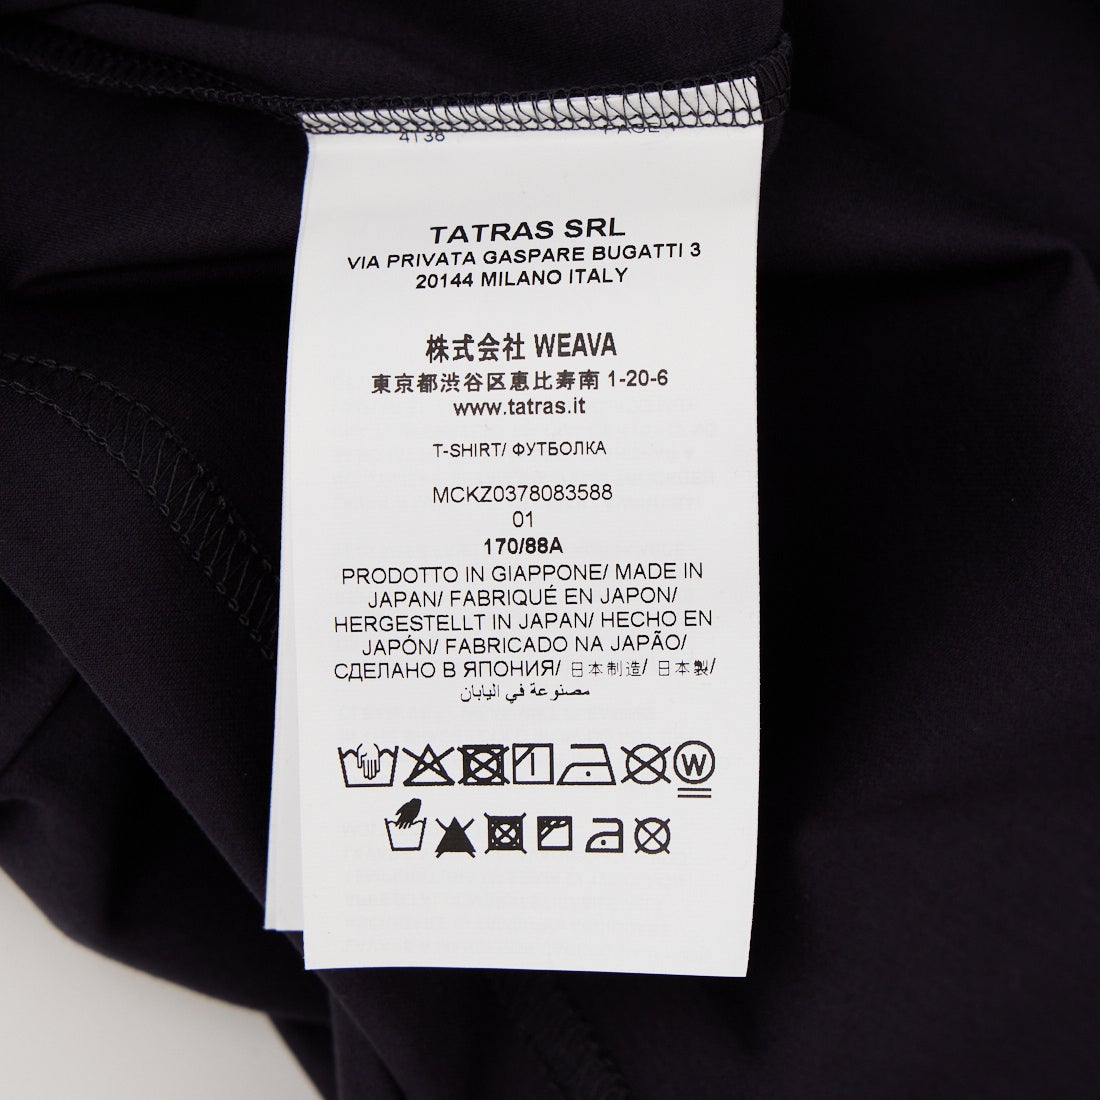 4138
PAGE 1
TATRAS SRL
VIA PRIVATA GASPARE BUGATTI 3
20144 MILANO ITALY
株式会社 WEAVA
東京都渋谷区恵比寿南 1-20-6
www.tatras.it
T-SHIRT/ ФУТБОЛКА
MCKZ0378083588
01
170/88A
PRODOTTO IN GIAPPONE/ MADE IN
JAPAN/ FABRIQUÉ EN JAPON/
HERGESTELLT IN JAPAN/ HECHO EN
JAPÓN/ FABRICADO NA JAPÃO/
СДЕЛАНО В ЯПОНИЯ/ 日本制造/ 日本製/
مصنوعة في اليابان
W